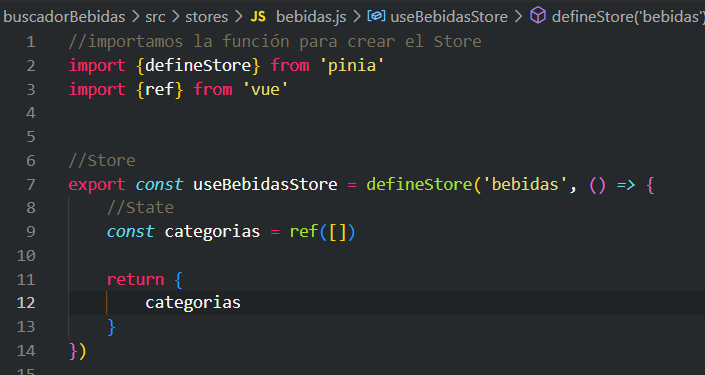 buscadorBebidas > src > stores > JS bebidas.js > useBebidasStore > defineStore('bebidas')
1 //importamos la función para crear el Store
2 import {defineStore} from 'pinia'
3 import {ref} from 'vue'
4
5
6 //Store
7 export const useBebidasStore = defineStore('bebidas', () => {
8 //State
9 const categorias = ref([])
10
11 return {
12 categorias
13 }
14 })
15